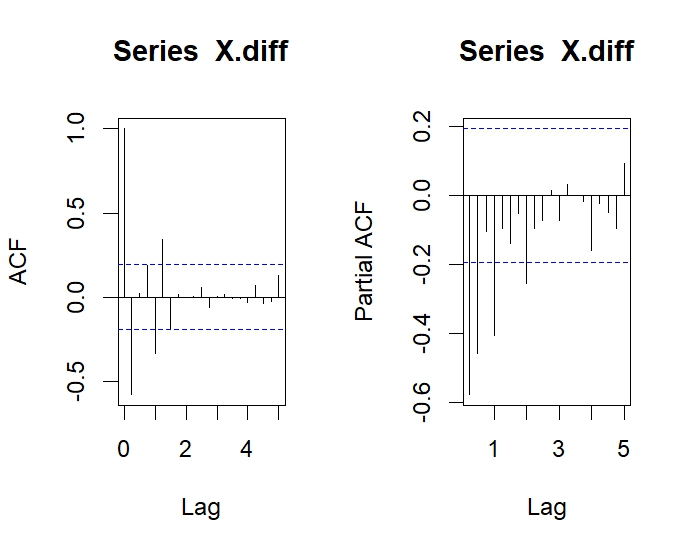 Series X.diff
ACF
1.0
0.5
0.0
-0.5
0 2 4
Lag
Series X.diff
Partial ACF
0.2
0.0
-0.2
-0.4
-0.6
1 3 5
Lag